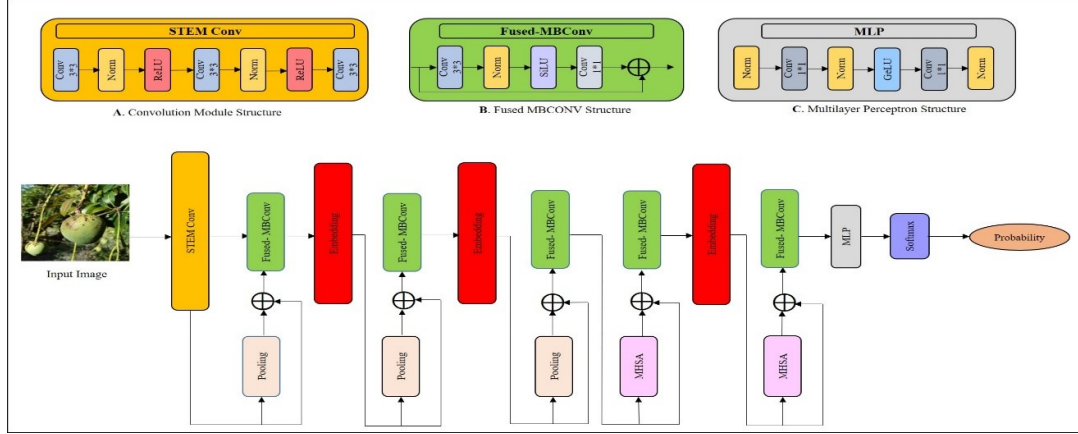 STEM Conv
Conv
3*3
Norm
ReLU
Conv
3*3
Norm
ReLU
Conv
3*3
A. Convolution Module Structure
Fused-MBConv
Conv
3*3
Norm
SiLU
Conv
1*1
B. Fused MBCONV Structure
MLP
Norm
Conv
1*1
Norm
GeLU
Conv
1*1
Norm
C. Multilayer Perceptron Structure
Input Image
STEM Conv
Fused- MBConv
Pooling
Embedding
Fused- MBConv
Pooling
Embedding
Fused- MBConv
Pooling
Fused- MBConv
MHSA
Embedding
Fused- MBConv
MHSA
MLP
Softmax
Probability